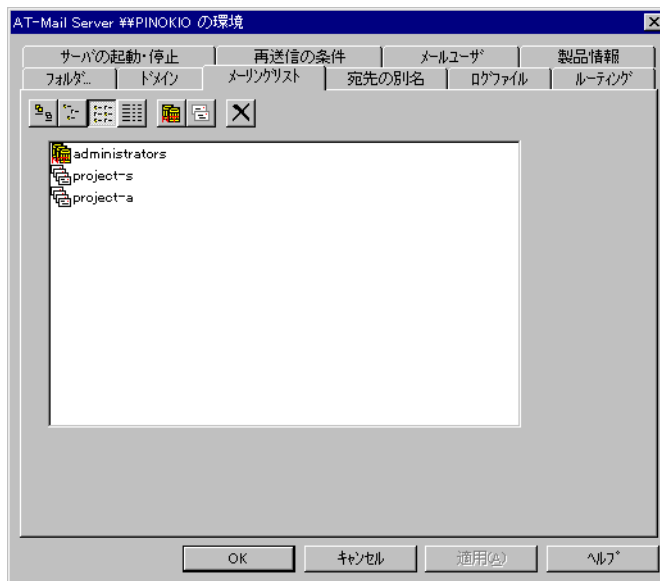 AT-Mail Server ¥¥PINOKIO の環境
サーバの起動・停止 再送信の条件 メールユーザ 製品情報
フォルダ... ドメイン メーリングリスト 宛先の別名 ログファイル ルーティング
administrators
project-s
project-a
OK キャンセル 適用(A) ヘルプ